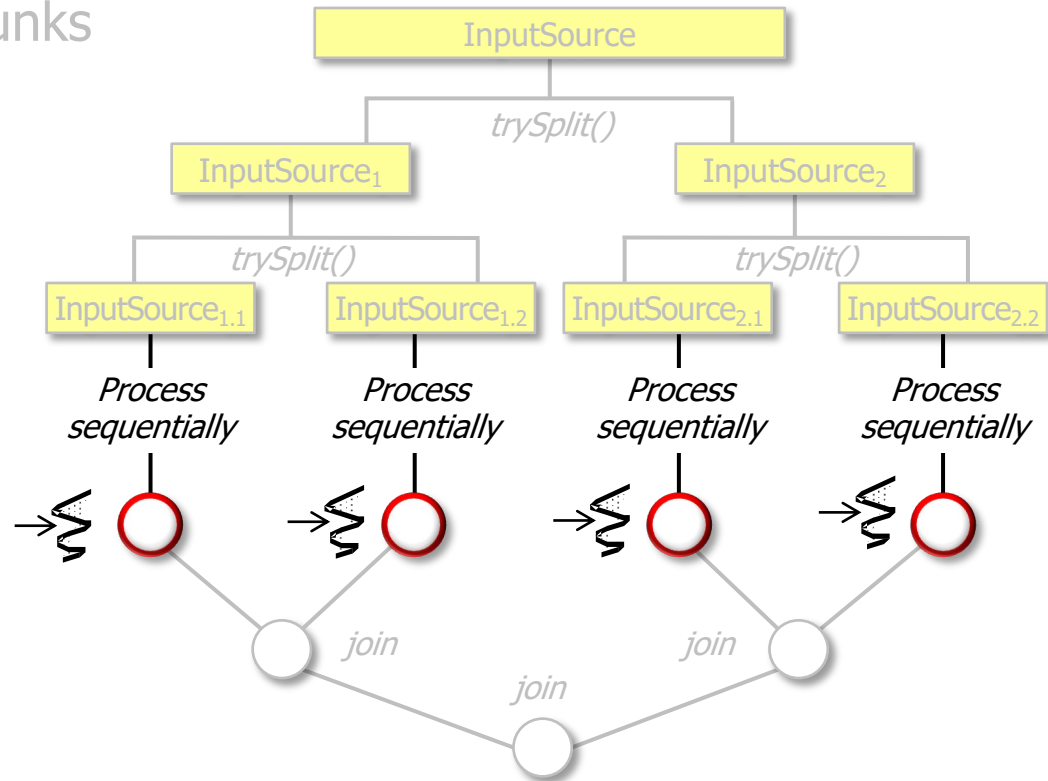 unks
InputSource
trySplit()
InputSource₁
InputSource₂
trySplit()
trySplit()
InputSource₁.₁
InputSource₁.₂
InputSource₂.₁
InputSource₂.₂
Process
sequentially
Process
sequentially
Process
sequentially
Process
sequentially
join
join
join